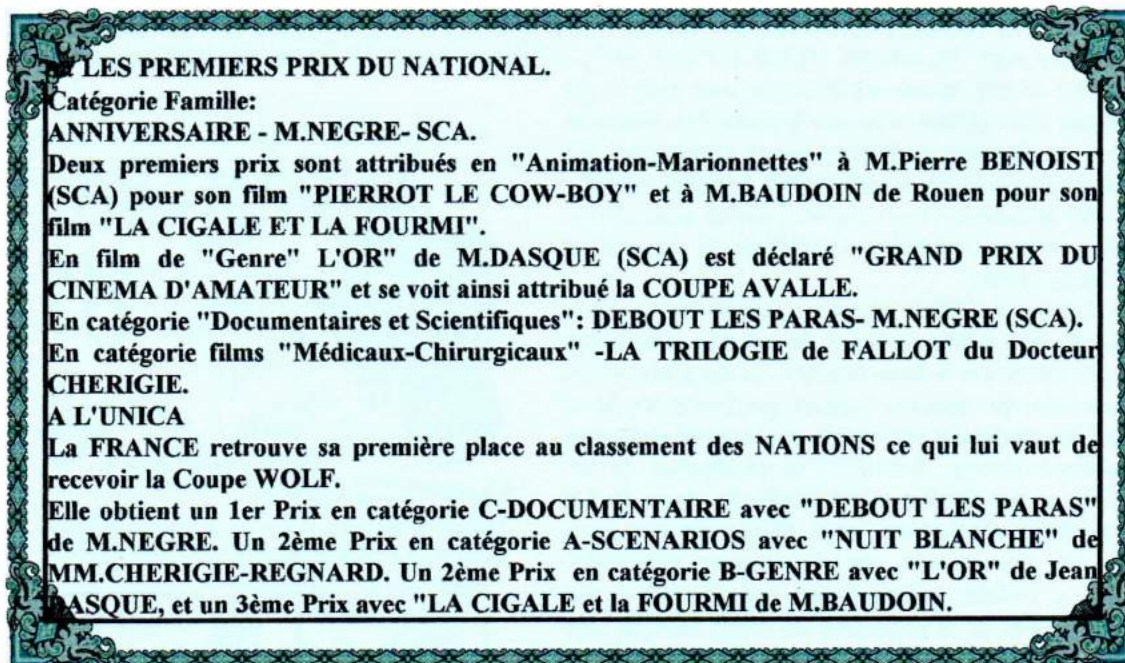 LES PREMIERS PRIX DU NATIONAL.
Catégorie Famille:
ANNIVERSAIRE - M.NEGRE- SCA.
Deux premiers prix sont attribués en "Animation-Marionnettes" à M.Pierre BENOIST
(SCA) pour son film "PIERROT LE COW-BOY" et à M.BAUDOIN de Rouen pour son
film "LA CIGALE ET LA FOURMI".
En film de "Genre" L'OR" de M.DASQUE (SCA) est déclaré "GRAND PRIX DU
CINEMA D'AMATEUR" et se voit ainsi attribué la COUPE AVALLE.
En catégorie "Documentaires et Scientifiques": DEBOUT LES PARAS- M.NEGRE (SCA).
En catégorie films "Médicaux-Chirurgicaux" -LA TRILOGIE de FALLOT du Docteur
CHERIGIE.
A L'UNICA
La FRANCE retrouve sa première place au classement des NATIONS ce qui lui vaut de
recevoir la Coupe WOLF.
Elle obtient un 1er Prix en catégorie C-DOCUMENTAIRE avec "DEBOUT LES PARAS"
de M.NEGRE. Un 2ème Prix en catégorie A-SCENARIOS avec "NUIT BLANCHE" de
MM.CHERIGIE-REGNARD. Un 2ème Prix en catégorie B-GENRE avec "L'OR" de Jean
DASQUE, et un 3ème Prix avec "LA CIGALE et la FOURMI de M.BAUDOIN.